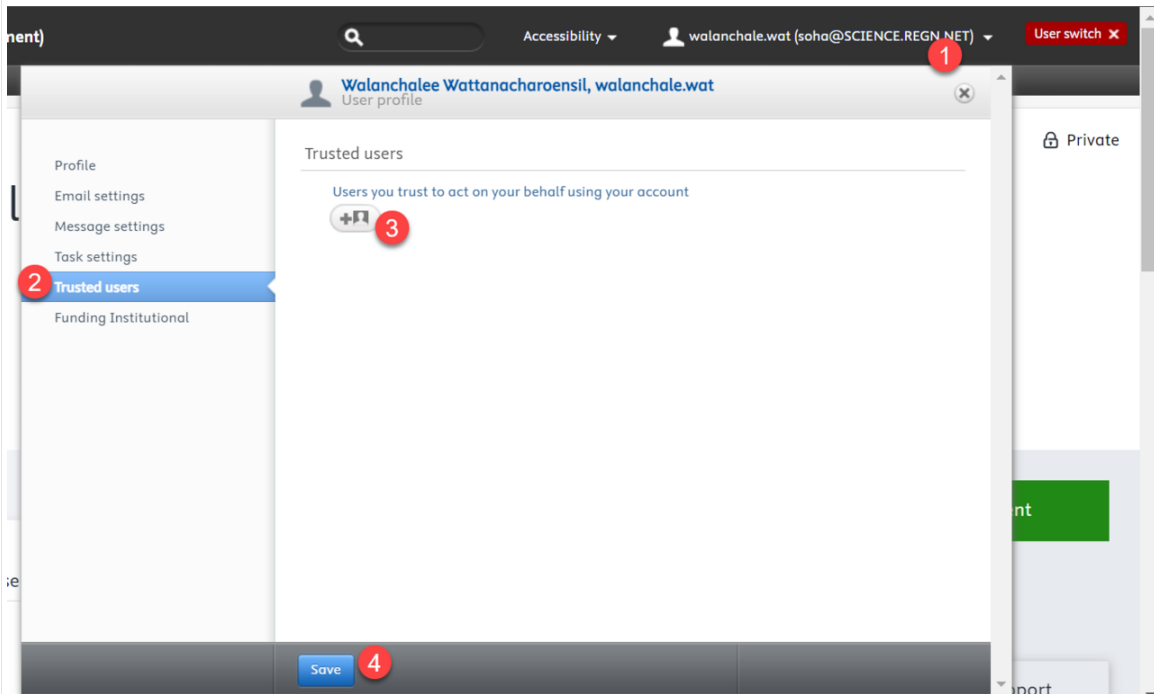 nent)
Accessibility
walanchale.wat (soha@SCIENCE.REGN.NET)
User switch ×
1
Walanchalee Wattanacharoensil, walanchale.wat
User profile
Private
Trusted users
Profile
Email settings
Message settings
Task settings
2
Trusted users
Funding Institutional
Users you trust to act on your behalf using your account
3
l
nt
se
Save
4
pport